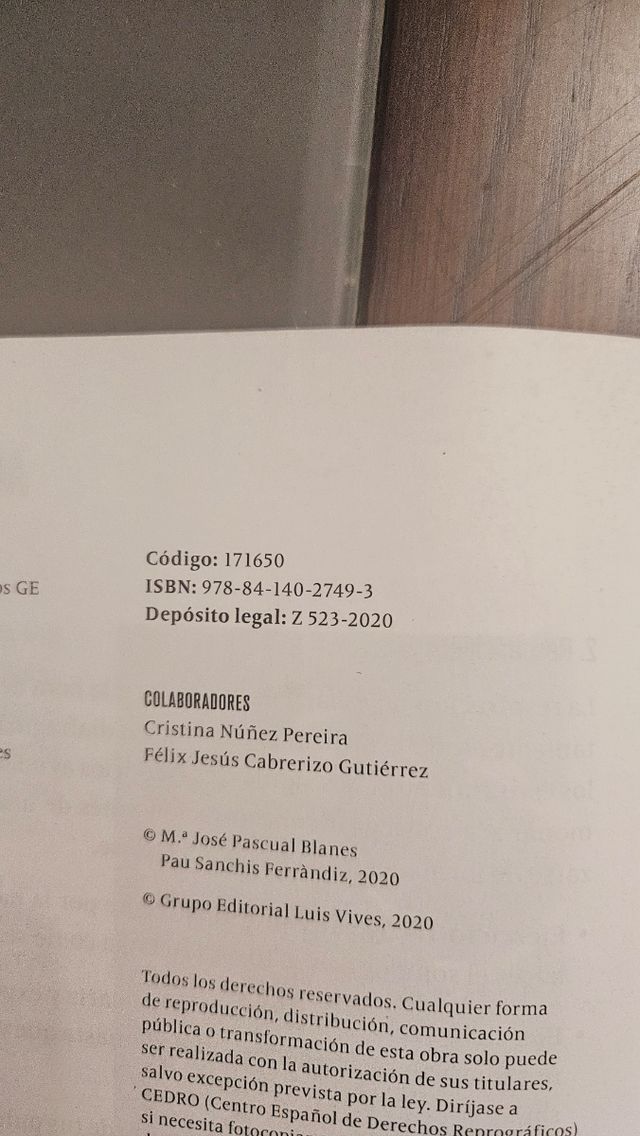 Código: 171650
os GE
ISBN: 978-84-140-2749-3
Depósito legal: Z 523-2020
COLABORADORES
Cristina Núñez Pereira
es
Félix Jesús Cabrerizo Gutiérrez
© M.ª José Pascual Blanes
Pau Sanchis Ferràndiz, 2020
© Grupo Editorial Luis Vives, 2020
Todos los derechos reservados. Cualquier forma
de reproducción, distribución, comunicación
pública o transformación de esta obra solo puede
ser realizada con la autorización de sus titulares,
salvo excepción prevista por la ley. Diríjase a
CEDRO (Centro Español de Derechos Reprográficos)
si necesita